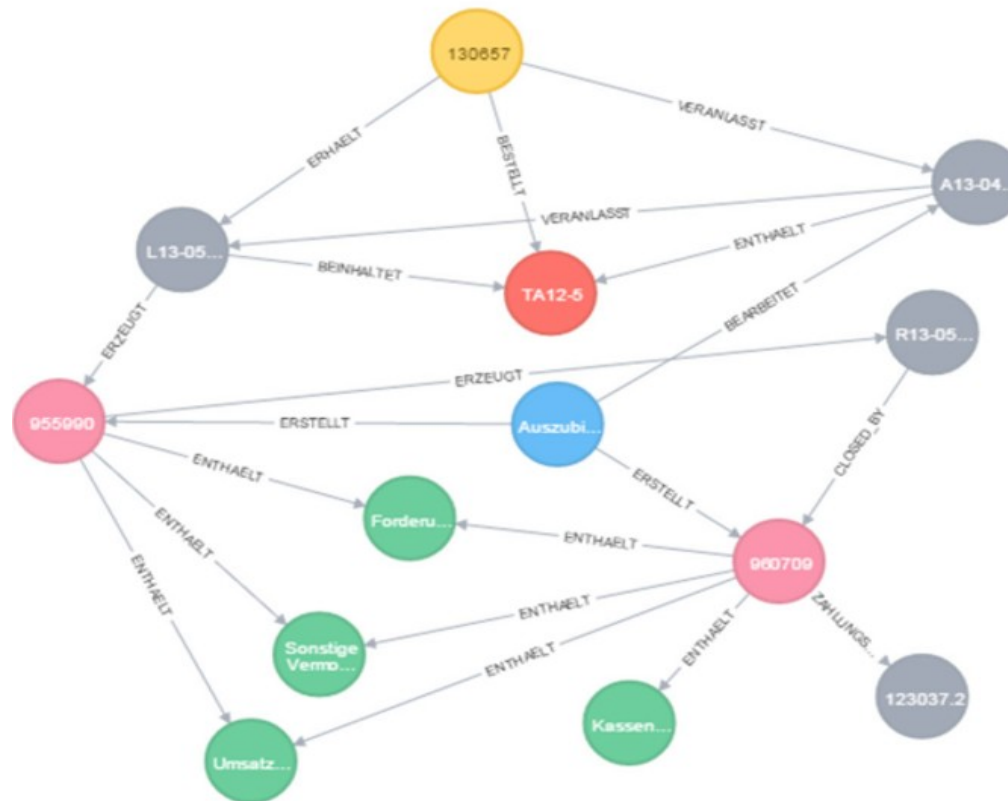 130657
VERANLASST
ERHAELT
BESTELLT
A13-04...
VERANLASST
L13-05...
ENTHAELT
BEINHALTET
TA12-5
BEARBEITET
ERZEUGT
R13-05...
ERZEUGT
955990
ERSTELLT
Auszubi...
CLOSED_BY
ENTHAELT
ERSTELLT
Forderu...
ENTHAELT
ENTHAELT
960709
ENTHAELT
ENTHAELT
ZAHLUNGS...
Sonstige
Vermo...
ENTHAELT
ENTHAELT
123037.2
Kassen...
Umsatz...